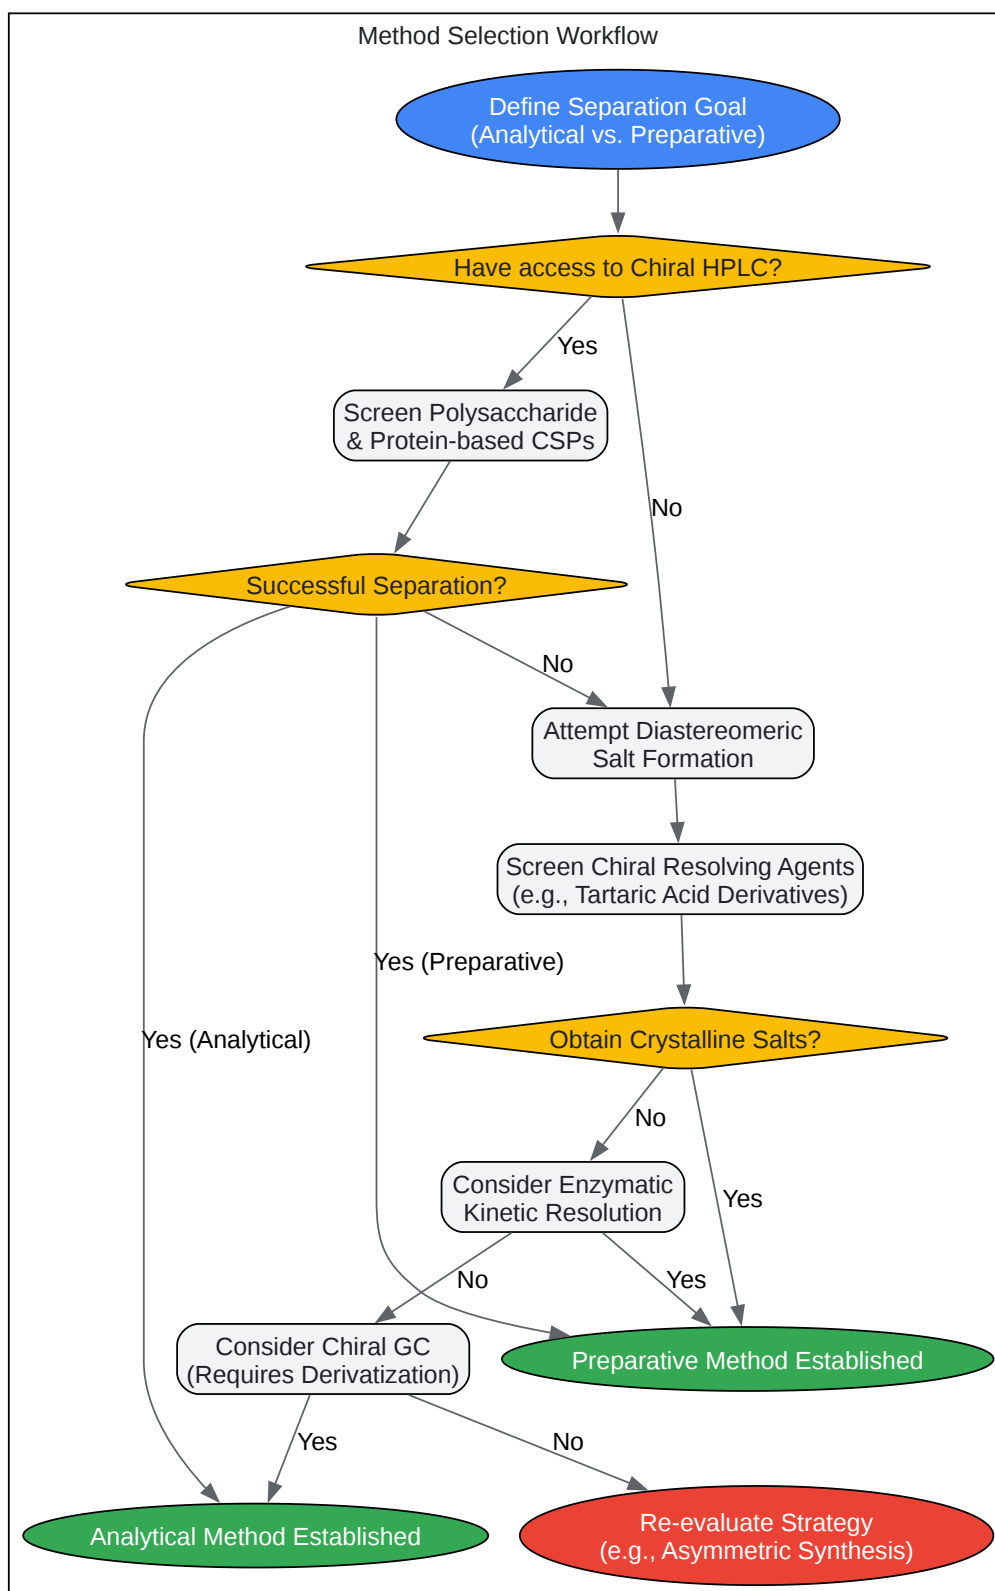 Method Selection Workflow
Define Separation Goal
(Analytical vs. Preparative)
Have access to Chiral HPLC?
Yes
Screen Polysaccharide
& Protein-based CSPs
No
Successful Separation?
No
Attempt Diastereomeric
Salt Formation
Screen Chiral Resolving Agents
(e.g., Tartaric Acid Derivatives)
Yes (Preparative)
Yes (Analytical)
Obtain Crystalline Salts?
No
Consider Enzymatic
Kinetic Resolution
Yes
No
Yes
Consider Chiral GC
(Requires Derivatization)
Preparative Method Established
Yes
No
Analytical Method Established
Re-evaluate Strategy
(e.g., Asymmetric Synthesis)